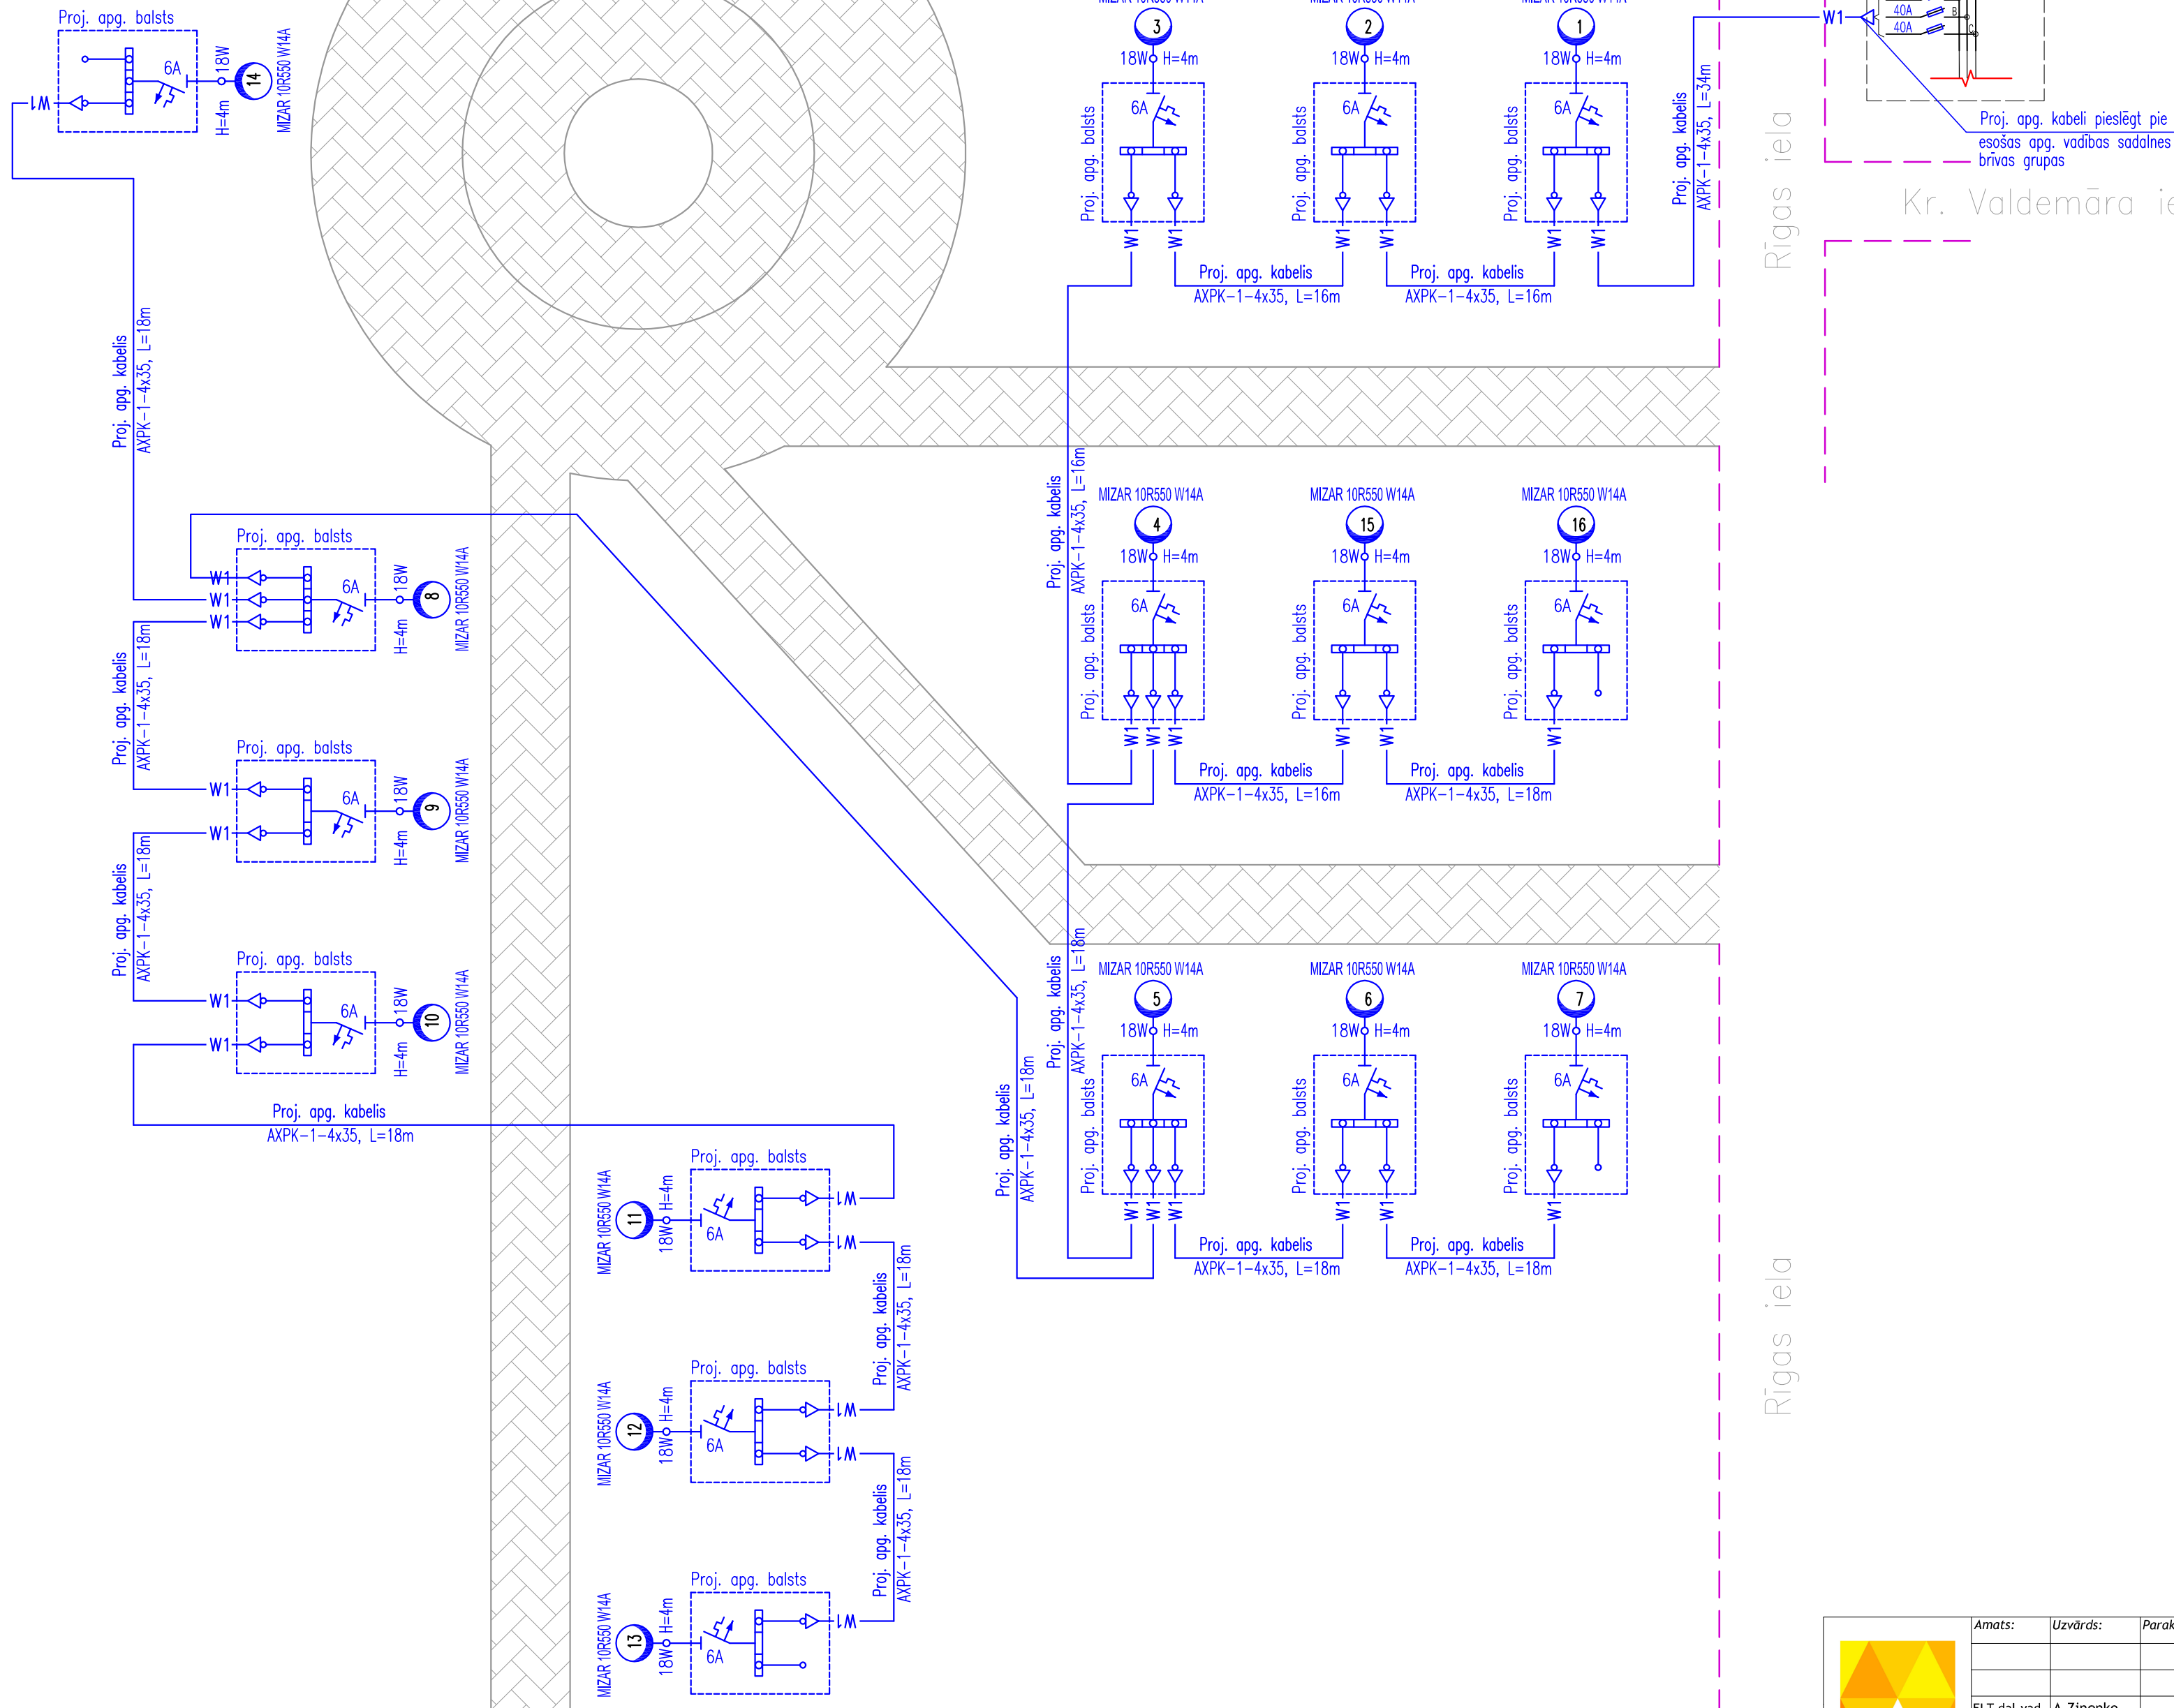 Proj. apg. balsts
6A
18W
H=4m
14
MIZAR 10R550 W14A
W1
Proj. apg. kabelis
AXPK-1-4x35, L=18m
3
18W H=4m
6A
Proj. apg. balsts
W1 W1
2
18W H=4m
6A
Proj. apg. balsts
W1 W1
1
18W H=4m
6A
Proj. apg. balsts
W1 W1
Proj. apg. kabelis
AXPK-1-4x35, L=16m
Proj. apg. kabelis
AXPK-1-4x35, L=16m
Proj. apg. kabelis
AXPK-1-4x35, L=34m
W1
40A
40A
B
C
Proj. apg. kabeli pieslēgt pie
esošas apg. vadības sadalnes
brīvas grupas
Rīgas iela
Kr. Valdemāra
Proj. apg. kabelis
AXPK-1-4x35, L=16m
MIZAR 10R550 W14A
4
18W H=4m
6A
Proj. apg. balsts
W1 W1 W1
MIZAR 10R550 W14A
15
18W H=4m
6A
Proj. apg. balsts
W1 W1
MIZAR 10R550 W14A
16
18W H=4m
6A
Proj. apg. balsts
W1
Proj. apg. kabelis
AXPK-1-4x35, L=16m
Proj. apg. kabelis
AXPK-1-4x35, L=18m
Proj. apg. balsts
W1
W1
W1
6A
18W
H=4m
8
MIZAR 10R550 W14A
Proj. apg. kabelis
AXPK-1-4x35, L=18m
Proj. apg. balsts
W1
W1
6A
18W
H=4m
9
MIZAR 10R550 W14A
Proj. apg. kabelis
AXPK-1-4x35, L=18m
Proj. apg. balsts
W1
W1
6A
18W
H=4m
10
MIZAR 10R550 W14A
Proj. apg. kabelis
AXPK-1-4x35, L=18m
Proj. apg. kabelis
AXPK-1-4x35, L=18m
Proj. apg. kabelis
AXPK-1-4x35, L=18m
MIZAR 10R550 W14A
5
18W H=4m
6A
Proj. apg. balsts
W1 W1 W1
MIZAR 10R550 W14A
6
18W H=4m
6A
Proj. apg. balsts
W1 W1
MIZAR 10R550 W14A
7
18W H=4m
6A
Proj. apg. balsts
W1
Proj. apg. kabelis
AXPK-1-4x35, L=18m
Proj. apg. kabelis
AXPK-1-4x35, L=18m
Proj. apg. balsts
MIZAR 10R550 W14A
11
18W H=4m
6A
W1
W1
Proj. apg. kabelis
AXPK-1-4x35, L=18m
Proj. apg. balsts
MIZAR 10R550 W14A
12
18W H=4m
6A
W1
W1
Proj. apg. kabelis
AXPK-1-4x35, L=18m
Proj. apg. balsts
MIZAR 10R550 W14A
13
18W H=4m
6A
W1
Rīgas iela
Amats: Uzvārds: